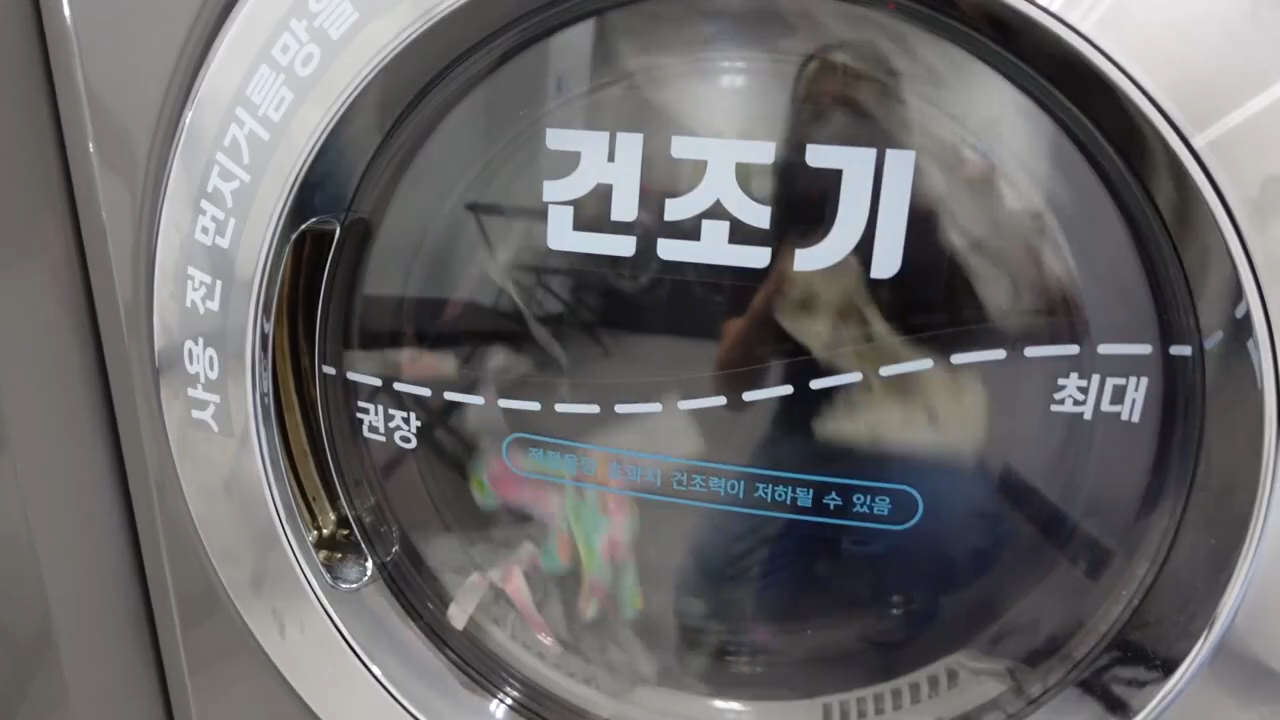 사용 전 먼지거름망을
건조기
권장
최대
건조력이 저하될 수 있음